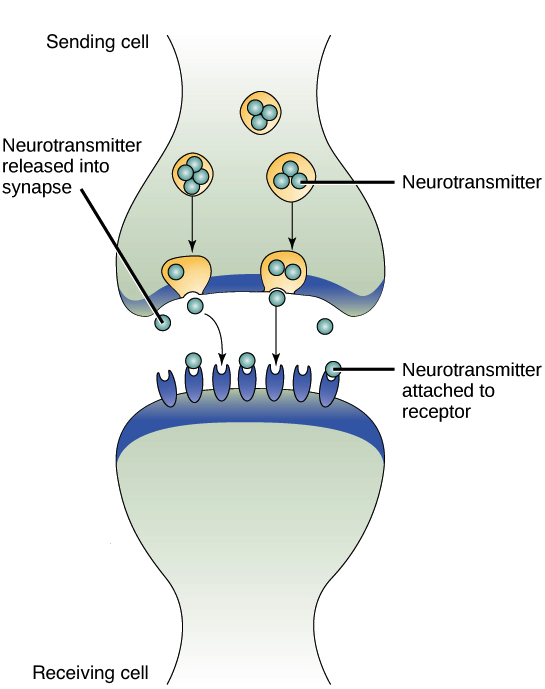 Sending cell
Neurotransmitter
released into
synapse
Neurotransmitter
Neurotransmitter
attached to
receptor
Receiving cell